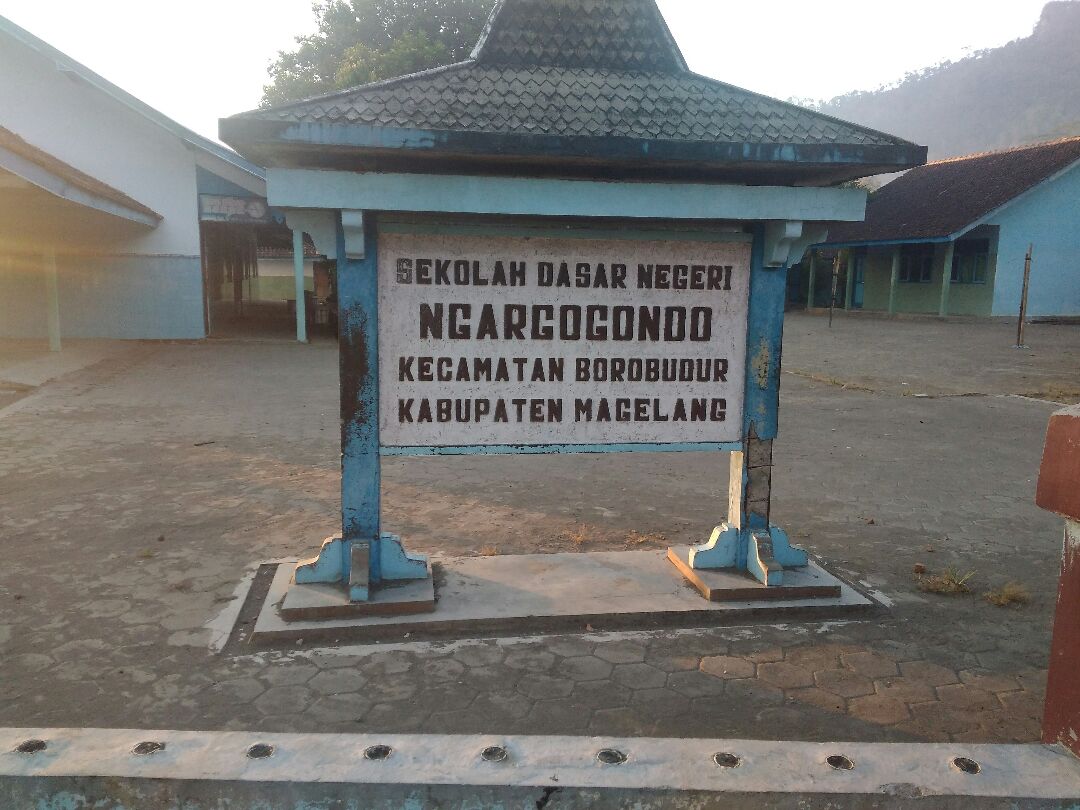 SEKOLAH DASAR NEGERI
NGARGOGONDO
KECAMATAN BOROBUDUR
KABUPATEN MAGELANG